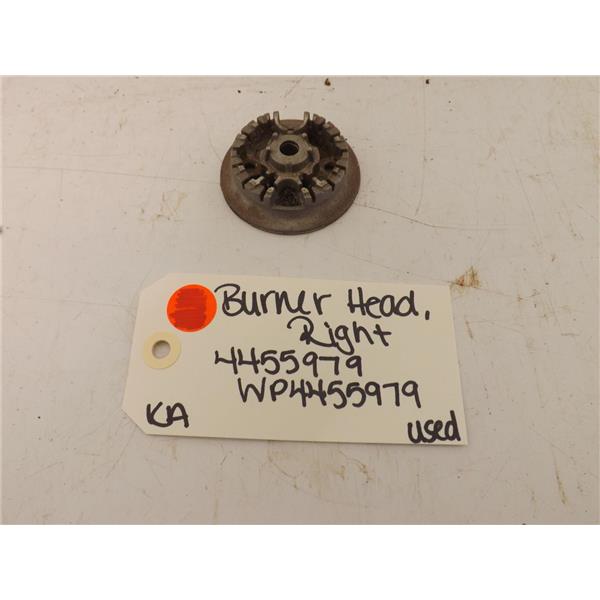 Burner Head,
Right
4455979
WP4455979
KA
used